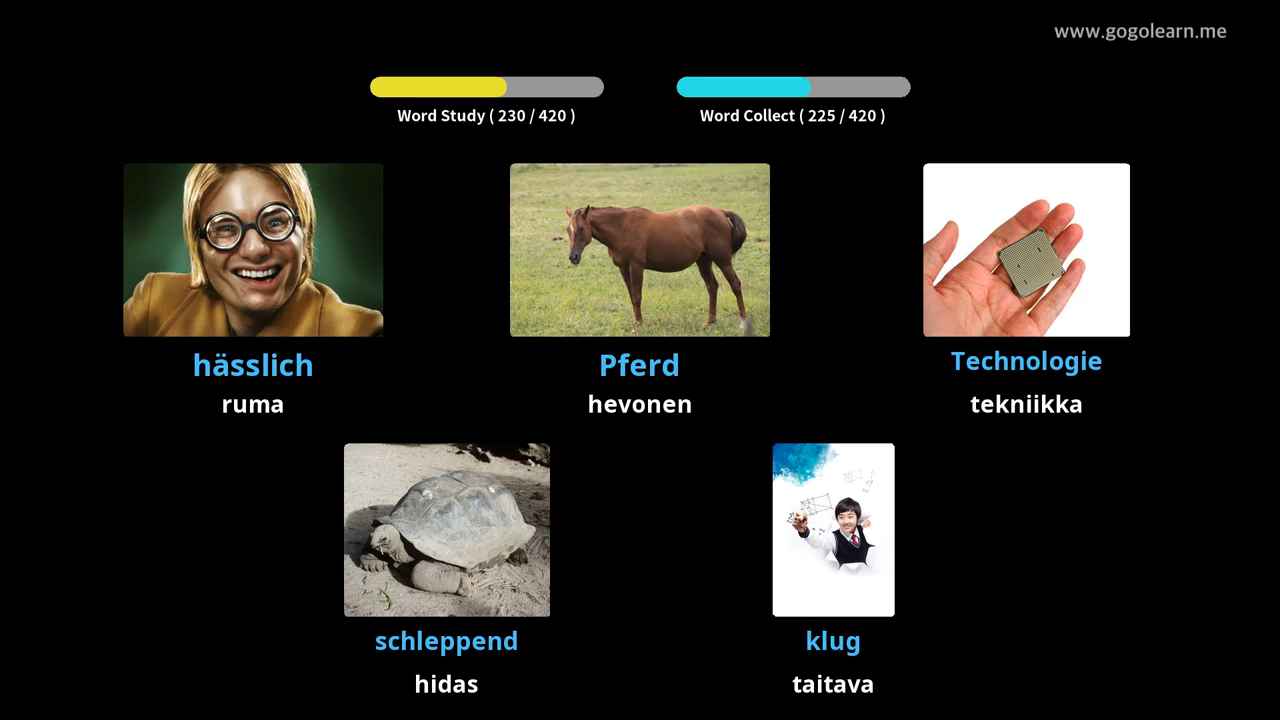 www.gogolearn.me
Word Study ( 230 / 420 )
Word Collect ( 225 / 420 )
hässlich
ruma
Pferd
hevonen
Technologie
tekniikka
schleppend
hidas
klug
taitava